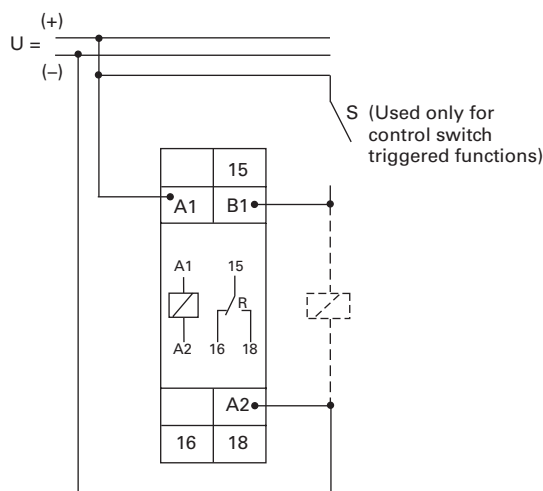 (+)
U =
(–)
S (Used only for
control switch
triggered functions)
15
A1 B1
A1 15
R
A2 16 18
A2
16 18